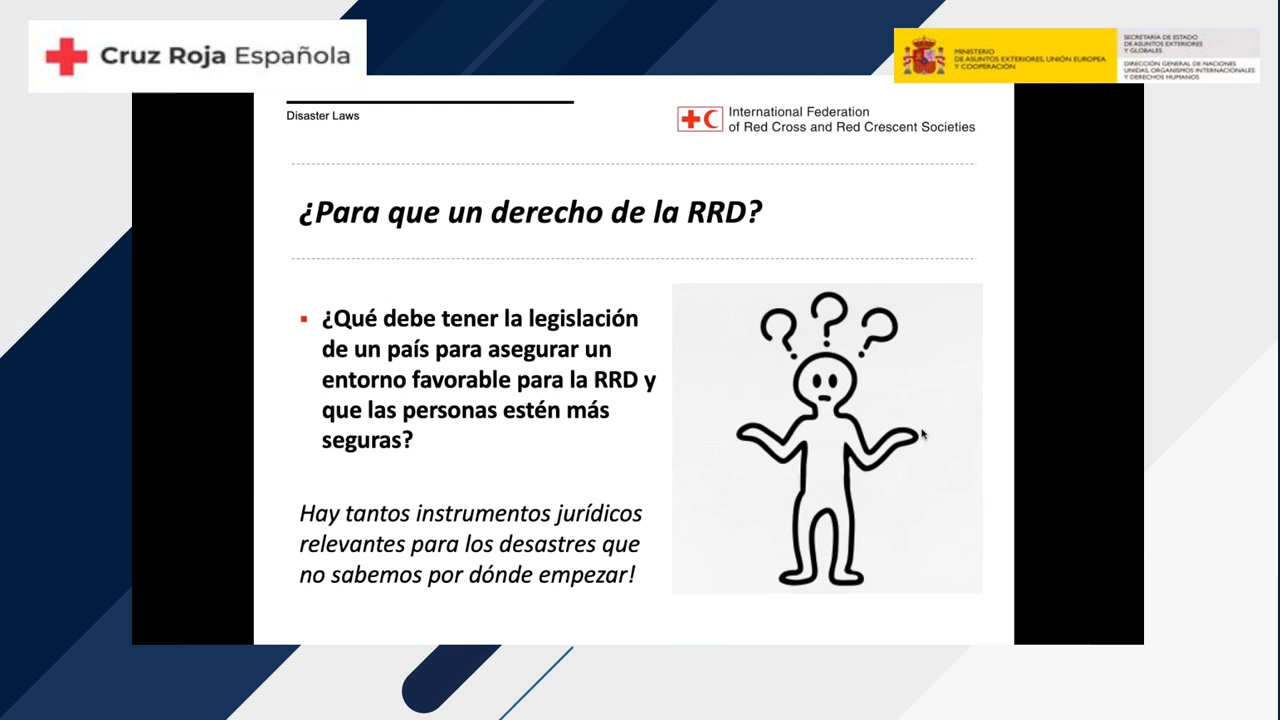 Cruz Roja Española
MINISTERIO
DE ASUNTOS EXTERIORES, UNIÓN EUROPEA
Y COOPERACIÓN
SECRETARÍA DE ESTADO
DE ASUNTOS EXTERIORES
Y GLOBALES
DIRECCIÓN GENERAL DE NACIONES
UNIDAS, ORGANISMOS INTERNACIONALES
Y DERECHOS HUMANOS
Disaster Laws
International Federation
of Red Cross and Red Crescent Societies
¿Para que un derecho de la RRD?
¿Qué debe tener la legislación
de un país para asegurar un
entorno favorable para la RRD y
que las personas estén más
seguras?
Hay tantos instrumentos jurídicos
relevantes para los desastres que
no sabemos por dónde empezar!